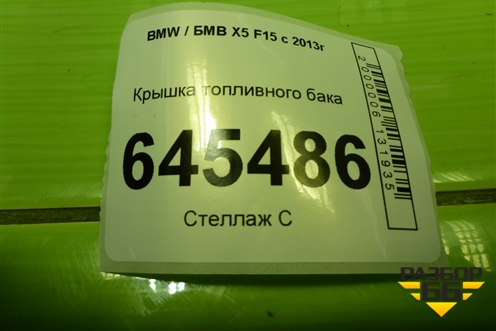 BMW / БМВ X5 F15 с 2013г
Крышка топливного бака
645486
Стеллаж С
2000006131935
РАЗБОР
66